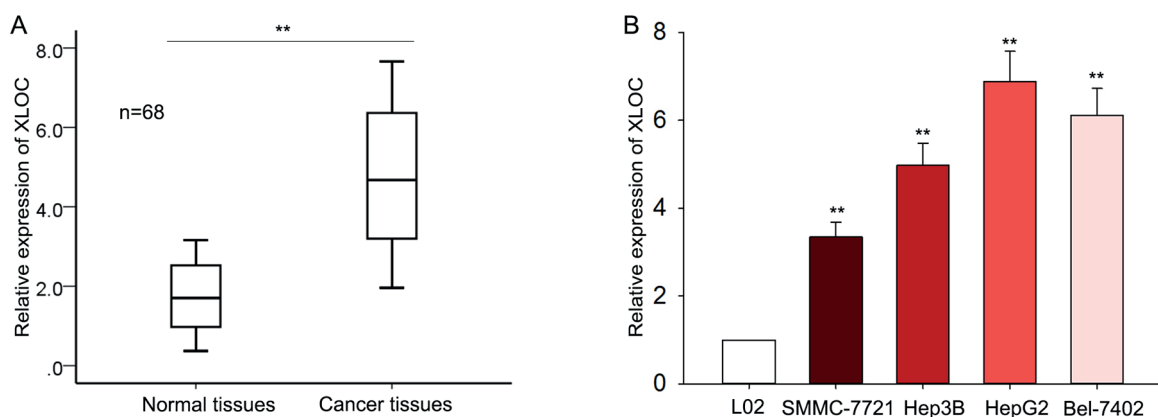 A
Relative expression of XLOC
8.0
6.0
4.0
2.0
.0
**
n=68
Normal tissues Cancer tissues
B
Relative expression of XLOC
8
6
4
2
0
**
**
**
**
L02 SMMC-7721 Hep3B HepG2 Bel-7402